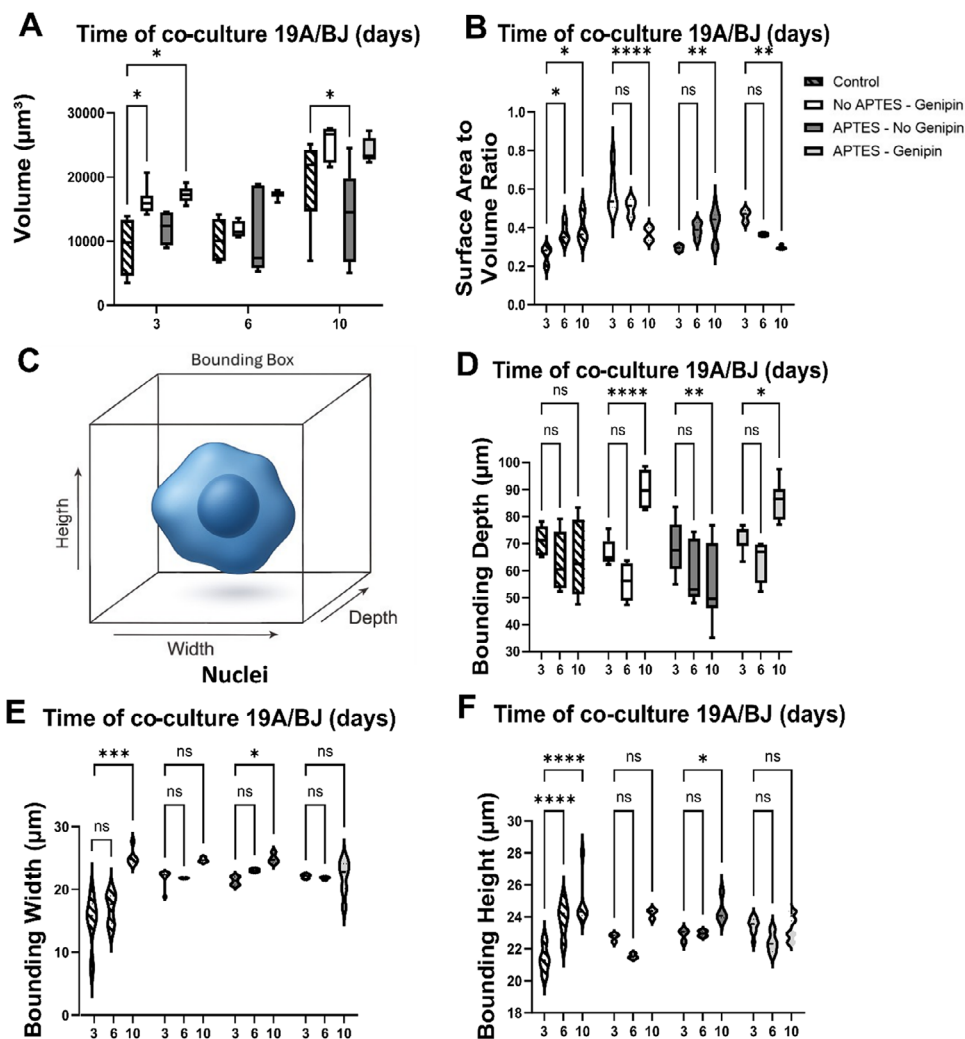 A
Time of co-culture 19A/BJ (days)
*
*
*
Volume (µm³)
30000
20000
10000
0
3
6
10
B
Time of co-culture 19A/BJ (days)
*
****
**
**
*
ns
ns
ns
Surface Area to
Volume Ratio
1.0
0.8
0.6
0.4
0.2
0.0
3 6 10 3 6 10 3 6 10 3 6 10
Control
No APTES - Genipin
APTES - No Genipin
APTES - Genipin
C
Bounding Box
Heigth
Width
Depth
Nuclei
D
Time of co-culture 19A/BJ (days)
ns
****
**
*
ns
ns
ns
ns
Bounding Depth (µm)
100
90
80
70
60
50
40
30
3 6 10 3 6 10 3 6 10 3 6 10
E
Time of co-culture 19A/BJ (days)
***
ns
*
ns
ns
ns
ns
ns
Bounding Width (µm)
30
20
10
0
3 6 10 3 6 10 3 6 10 3 6 10
F
Time of co-culture 19A/BJ (days)
****
ns
*
ns
****
ns
ns
ns
Bounding Height (µm)
28
26
24
22
20
18
3 6 10 3 6 10 3 6 10 3 6 10